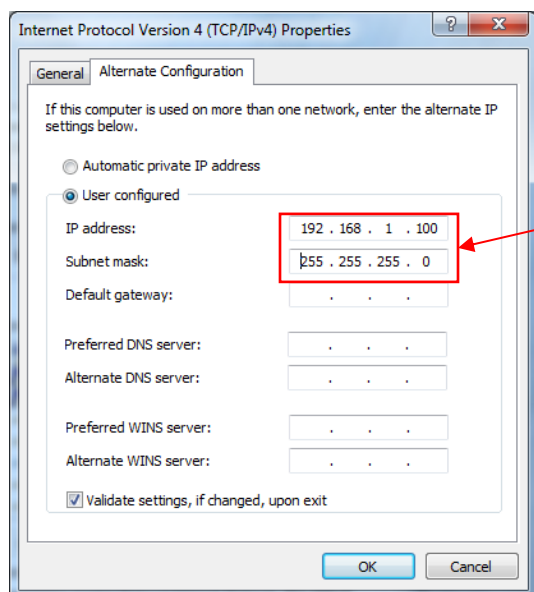 Internet Protocol Version 4 (TCP/IPv4) Properties
General Alternate Configuration
If this computer is used on more than one network, enter the alternate IP
settings below.
Automatic private IP address
User configured
IP address: 192 . 168 . 1 . 100
Subnet mask: 255 . 255 . 255 . 0
Default gateway: . . .
Preferred DNS server: . . .
Alternate DNS server: . . .
Preferred WINS server: . . .
Alternate WINS server: . . .
Validate settings, if changed, upon exit
OK Cancel